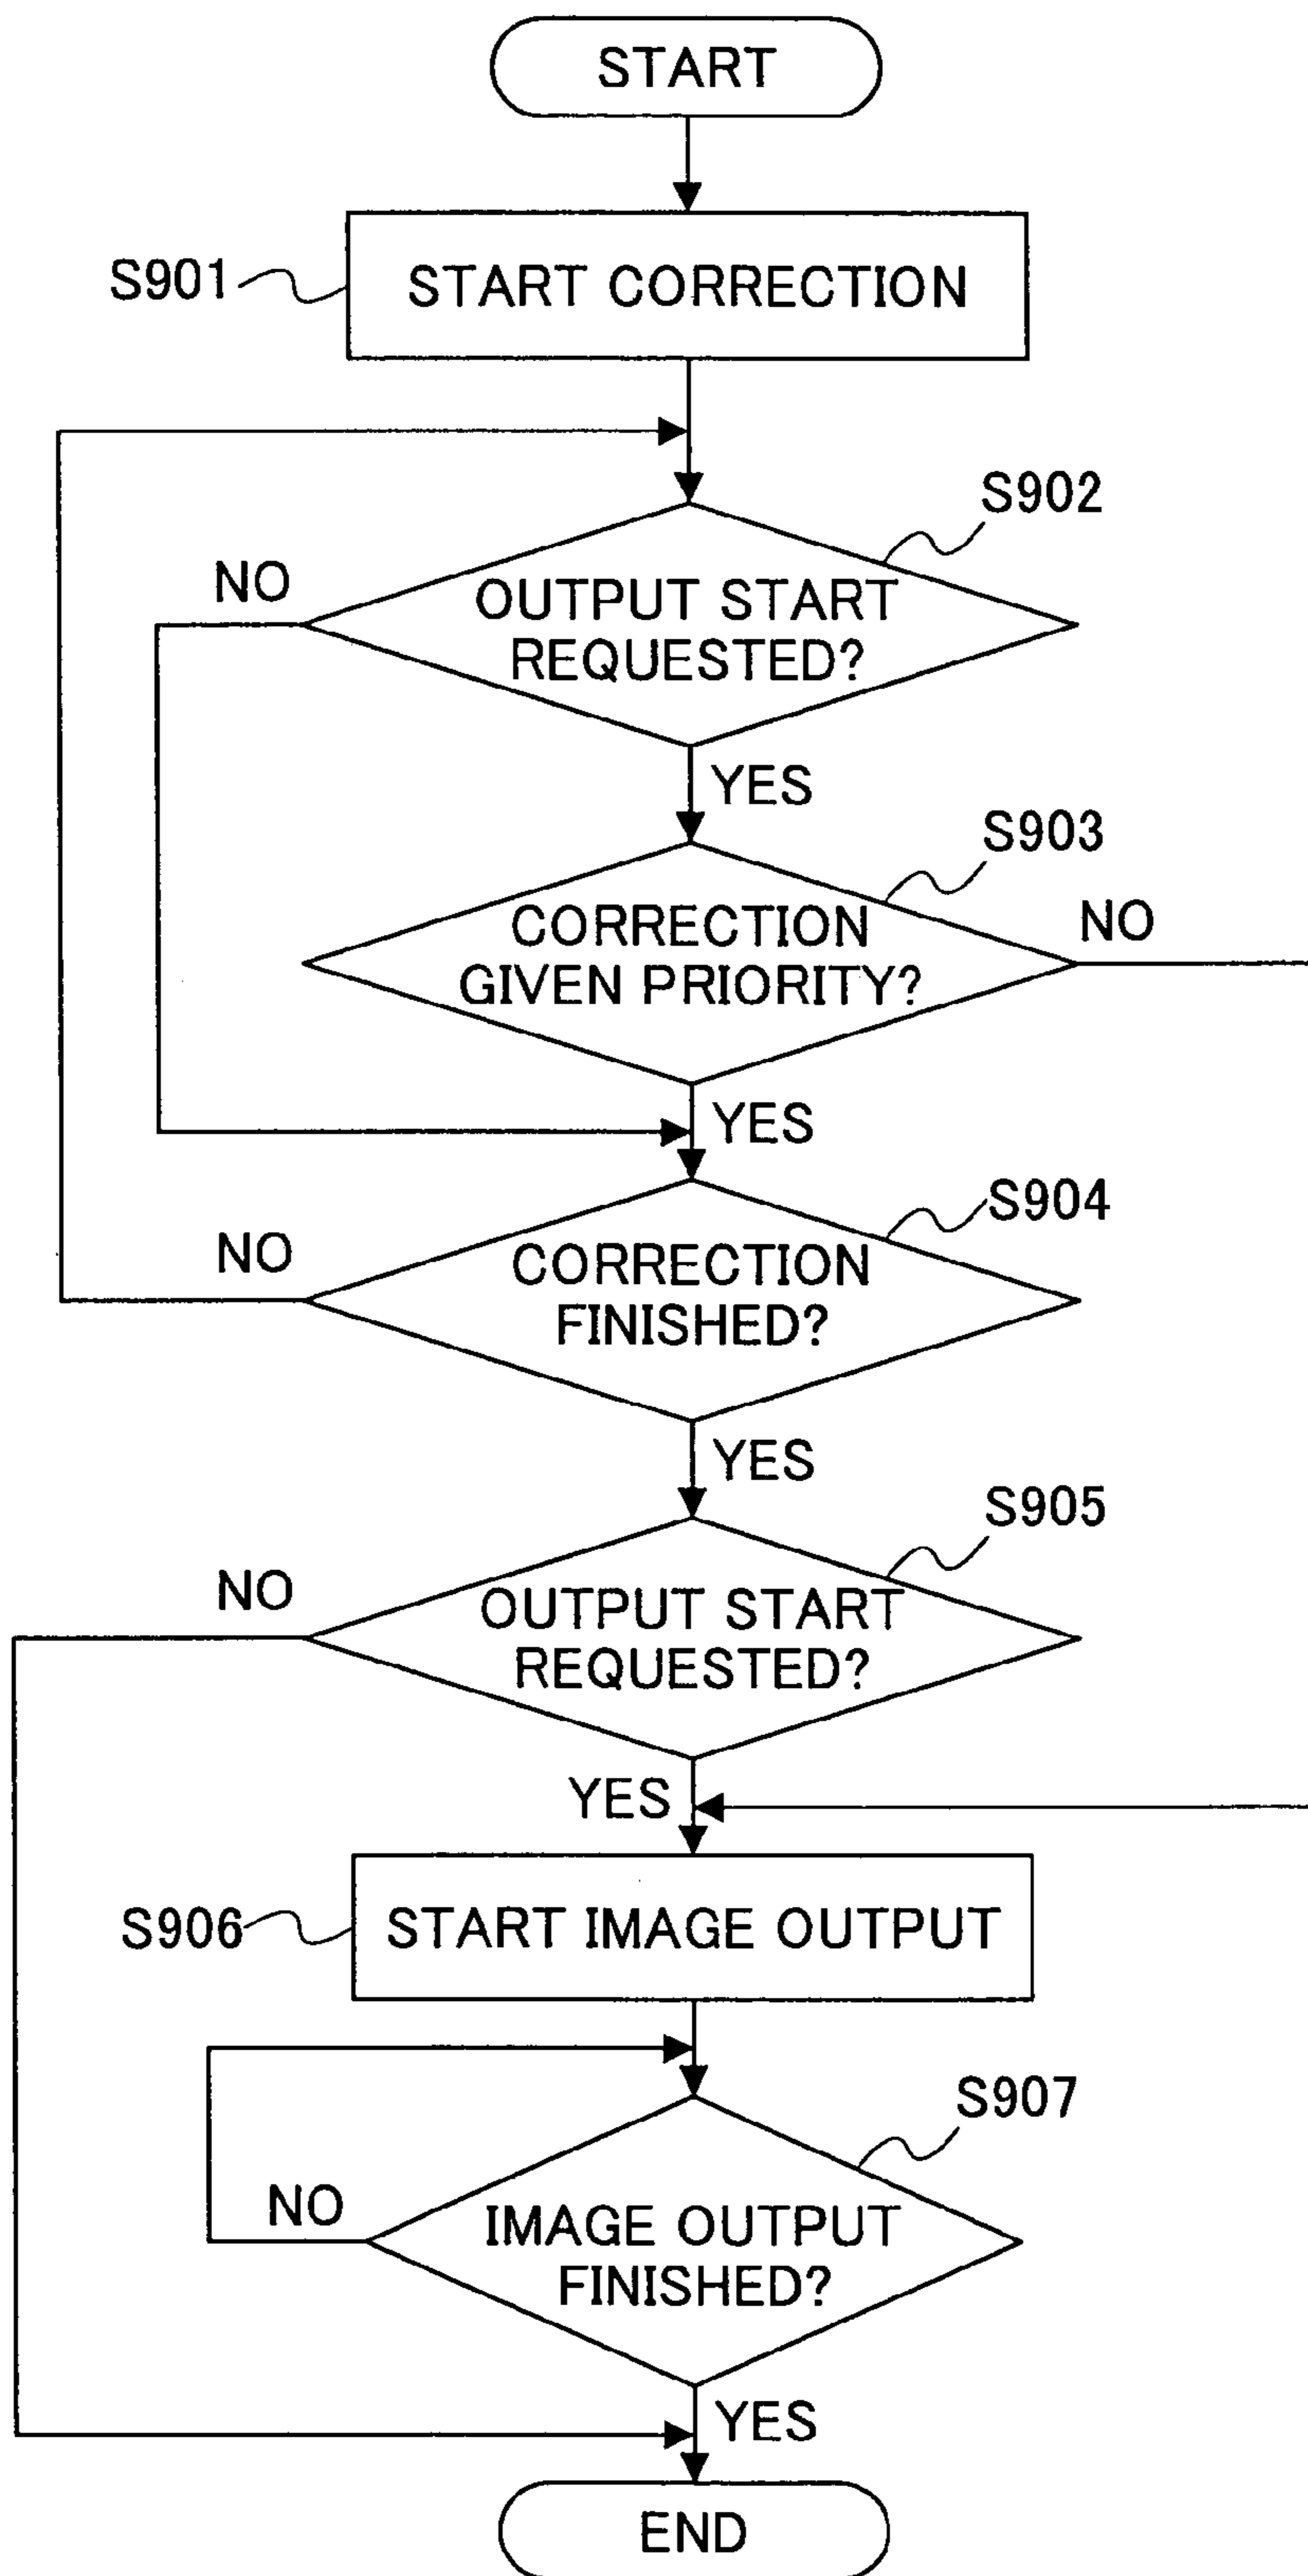 START
S901
START CORRECTION
S902
NO
OUTPUT START
REQUESTED?
YES
S903
CORRECTION
GIVEN PRIORITY?
NO
YES
S904
NO
CORRECTION
FINISHED?
YES
S905
NO
OUTPUT START
REQUESTED?
YES
S906
START IMAGE OUTPUT
S907
NO
IMAGE OUTPUT
FINISHED?
YES
END